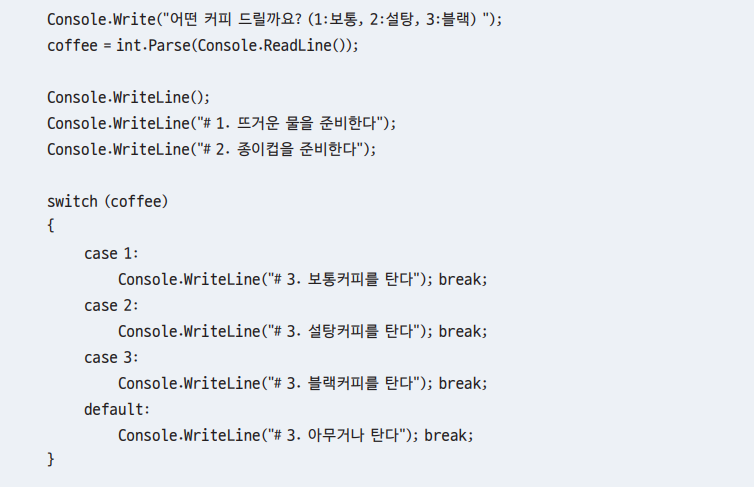 Console.Write("어떤 커피 드릴까요? (1:보통, 2:설탕, 3:블랙) ");
coffee = int.Parse(Console.ReadLine());
Console.WriteLine();
Console.WriteLine("# 1. 뜨거운 물을 준비한다");
Console.WriteLine("# 2. 종이컵을 준비한다");
switch (coffee)
{
case 1:
Console.WriteLine("# 3. 보통커피를 탄다"); break;
case 2:
Console.WriteLine("# 3. 설탕커피를 탄다"); break;
case 3:
Console.WriteLine("# 3. 블랙커피를 탄다"); break;
default:
Console.WriteLine("# 3. 아무거나 탄다"); break;
}